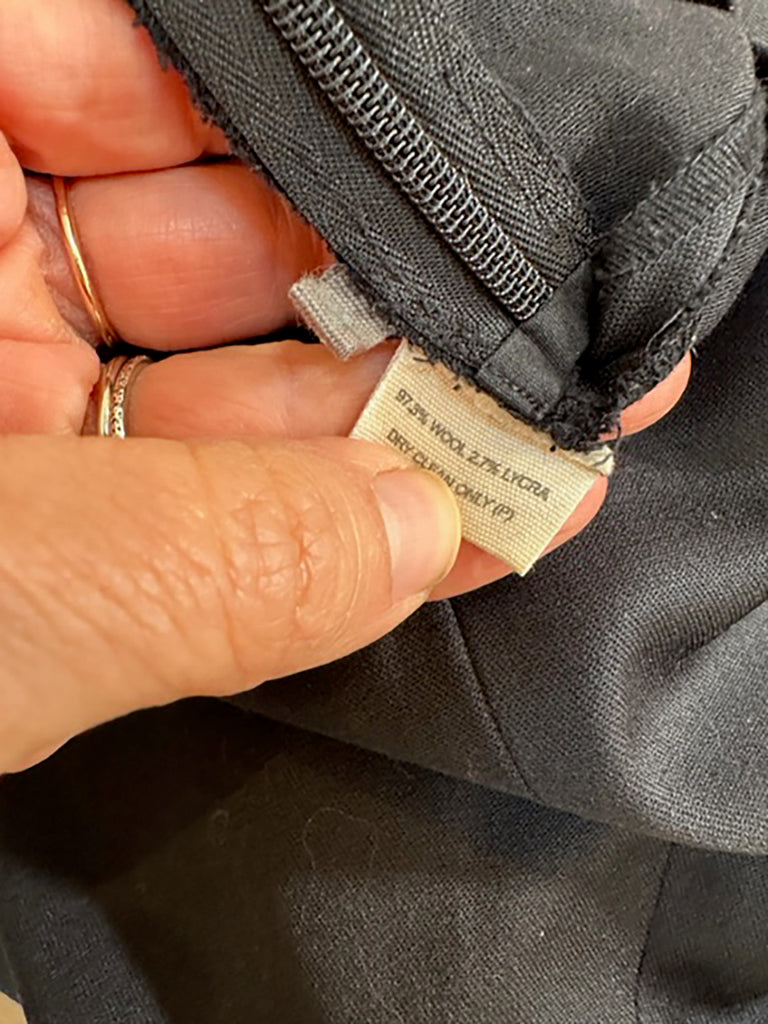 97.3% WOOL 2.7% LYCRA
DRY CLEAN ONLY (P)